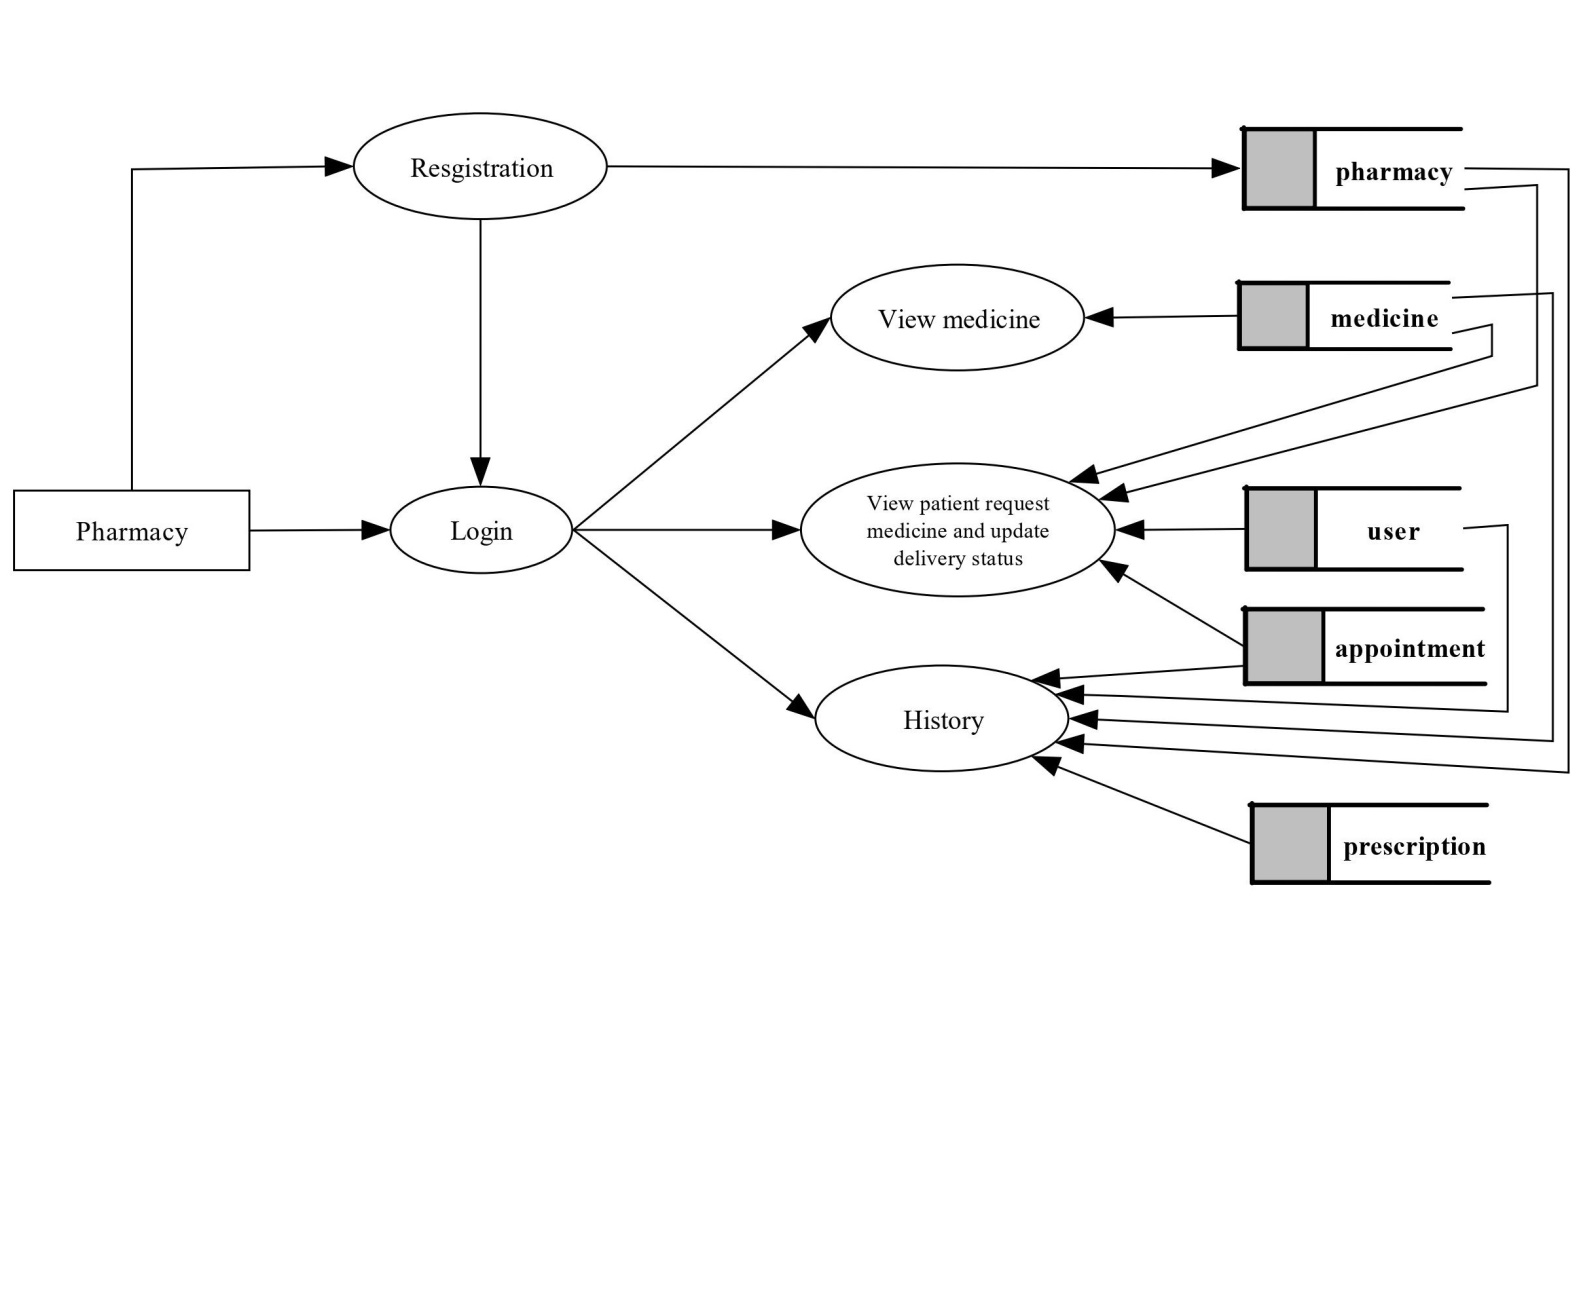 Resgistration
pharmacy
View medicine
medicine
Pharmacy
Login
View patient request
medicine and update
delivery status
user
appointment
History
prescription